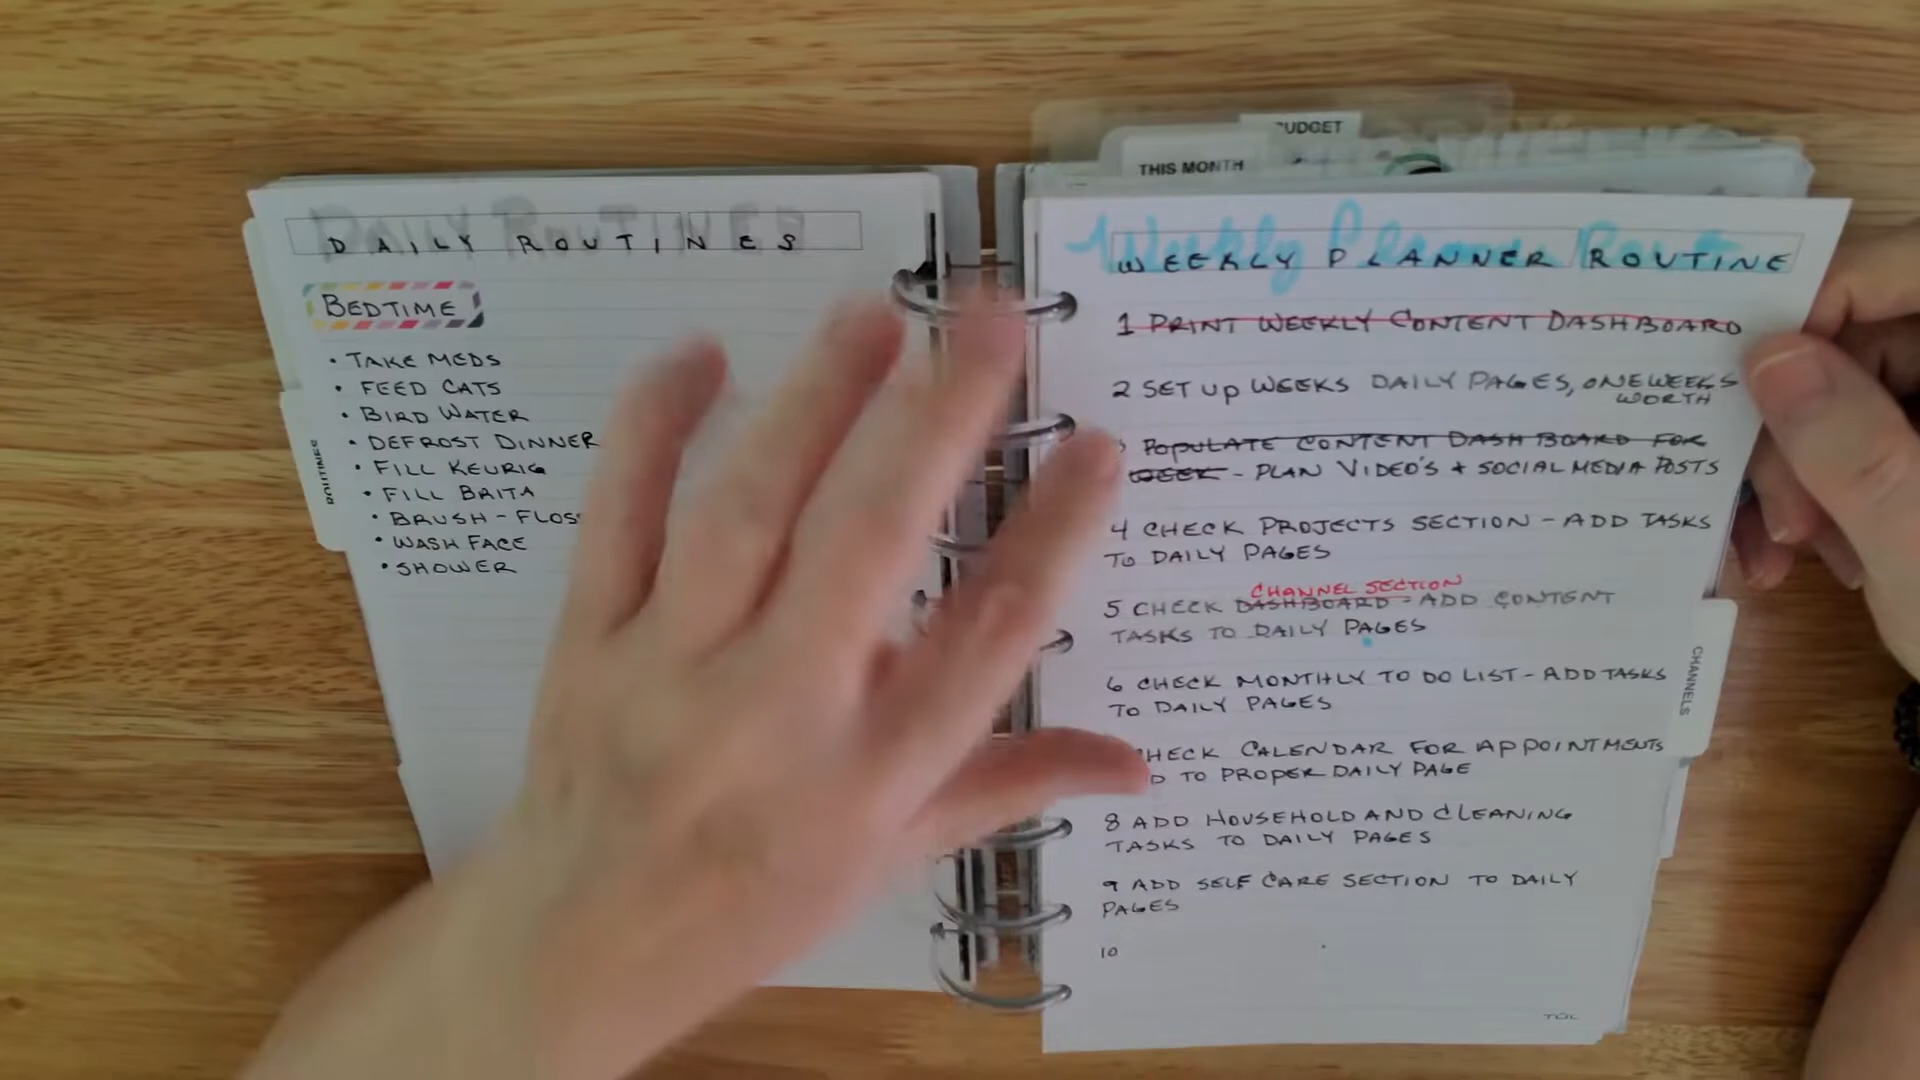 DAILY ROUTINES
BEDTIME
• TAKE MEDS
• FEED CATS
• BIRD WATER
• DEFROST DINNER
• FILL KEURIG
• FILL BRITA
• BRUSH - FLOSS
• WASH FACE
• SHOWER
ROUTINES
BUDGET
THIS MONTH
WEEKLY PLANNER ROUTINE
1 PRINT WEEKLY CONTENT DASHBOARD
2 SET UP WEEKS DAILY PAGES, ONE WEEKS
WORTH
POPULATE CONTENT DASHBOARD FOR
WEEK - PLAN VIDEO'S + SOCIAL MEDIA POSTS
4 CHECK PROJECTS SECTION - ADD TASKS
TO DAILY PAGES
CHANNEL SECTION
5 CHECK DASHBOARD - ADD CONTENT
TASKS TO DAILY PAGES
6 CHECK MONTHLY TO DO LIST - ADD TASKS
TO DAILY PAGES
CHECK CALENDAR FOR APPOINTMENTS
TO PROPER DAILY PAGE
8 ADD HOUSEHOLD AND CLEANING
TASKS TO DAILY PAGES
9 ADD SELF CARE SECTION TO DAILY
PAGES
10
CHANNELS